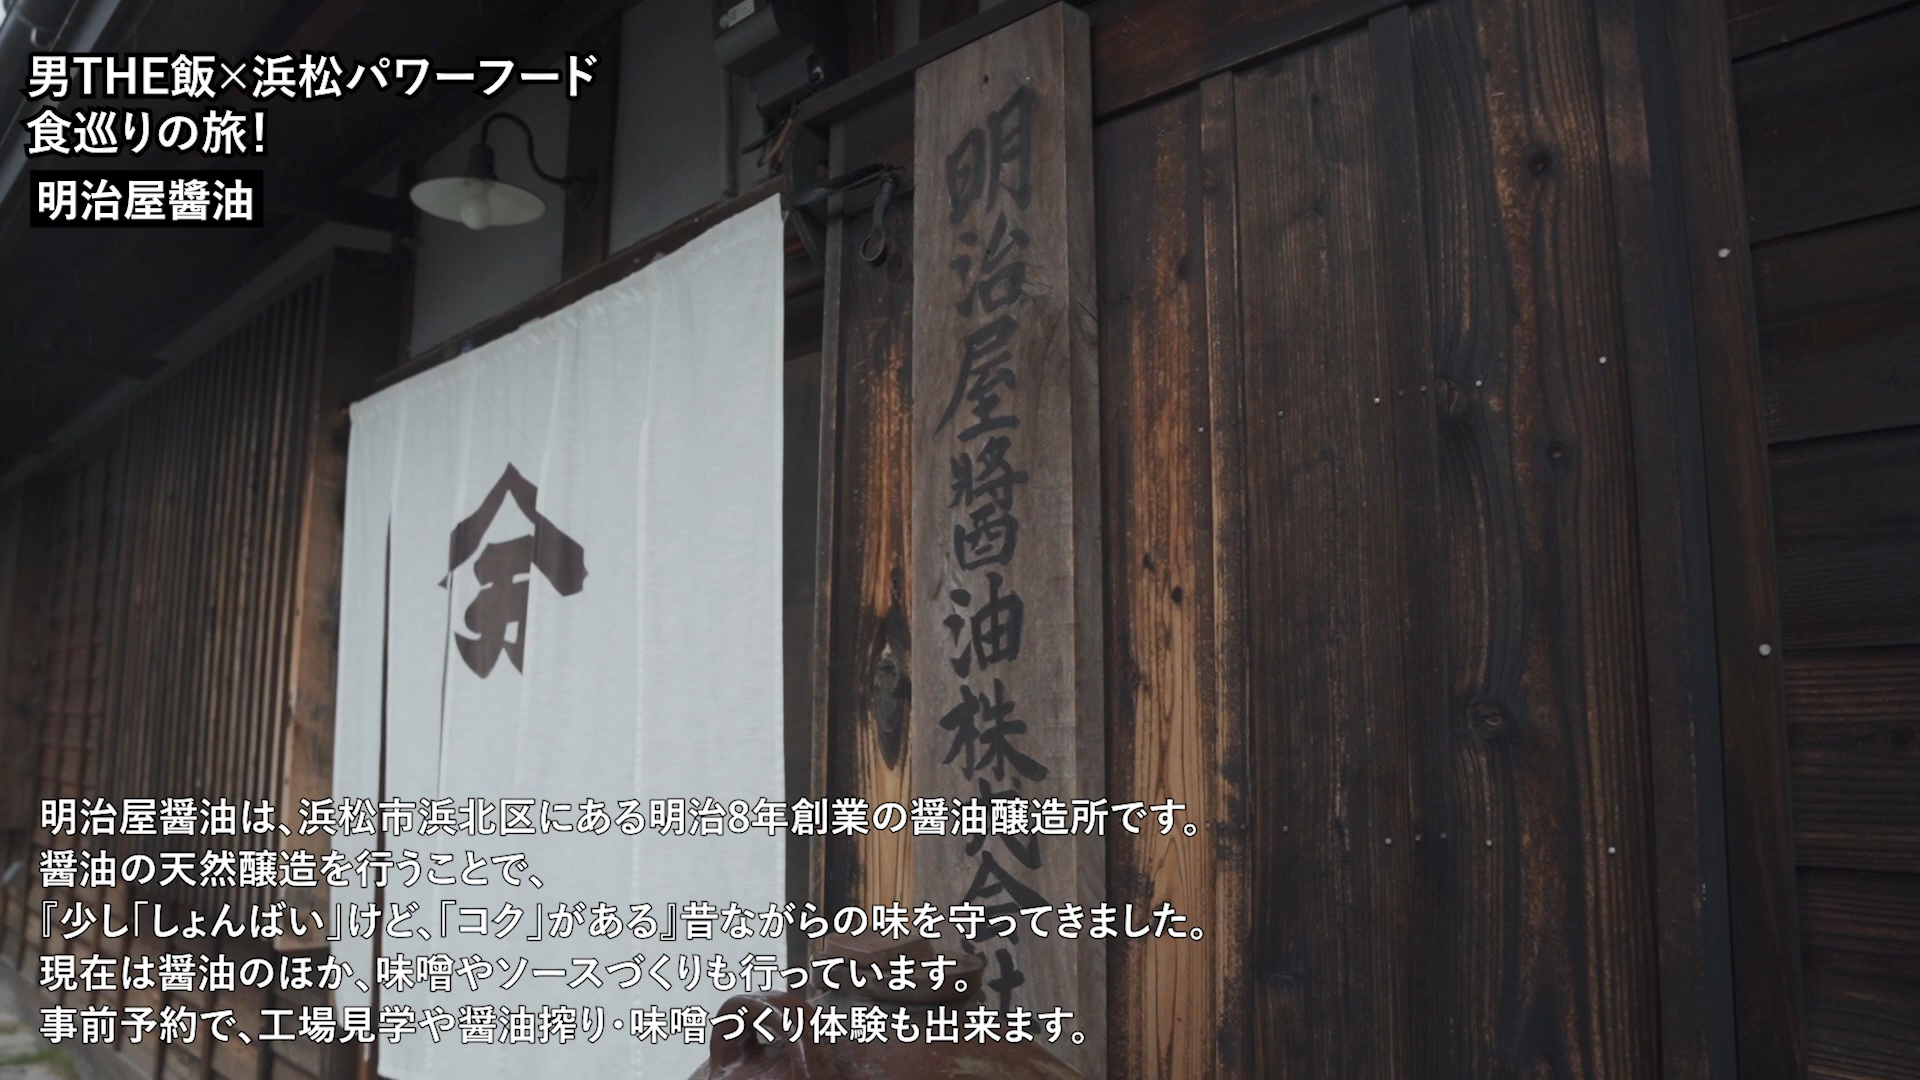 男THE飯×浜松パワーフード
食巡りの旅！
明治屋醤油
明治屋醤油株式会社
明治屋醤油は、浜松市浜北区にある明治8年創業の醤油醸造所です。
醤油の天然醸造を行うことで、
『少し「しょんばい」けど、「コク」がある』昔ながらの味を守ってきました。
現在は醤油のほか、味噌やソースづくりも行っています。
事前予約で、工場見学や醤油搾り・味噌づくり体験も出来ます。